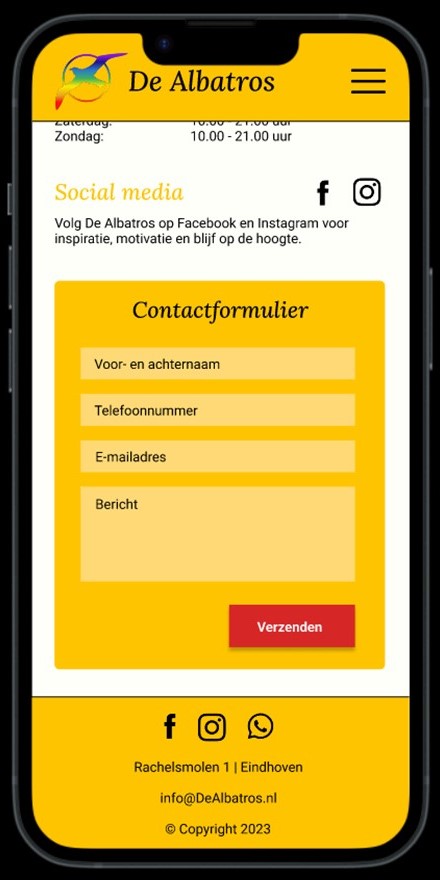 De Albatros
Zaterdag: 10.00 - 21.00 uur
Zondag: 10.00 - 21.00 uur
Social media
Volg De Albatros op Facebook en Instagram voor
inspiratie, motivatie en blijf op de hoogte.
Contactformulier
Voor- en achternaam
Telefoonnummer
E-mailadres
Bericht
Verzenden
Rachelsmolen 1 | Eindhoven
info@DeAlbatros.nl
© Copyright 2023